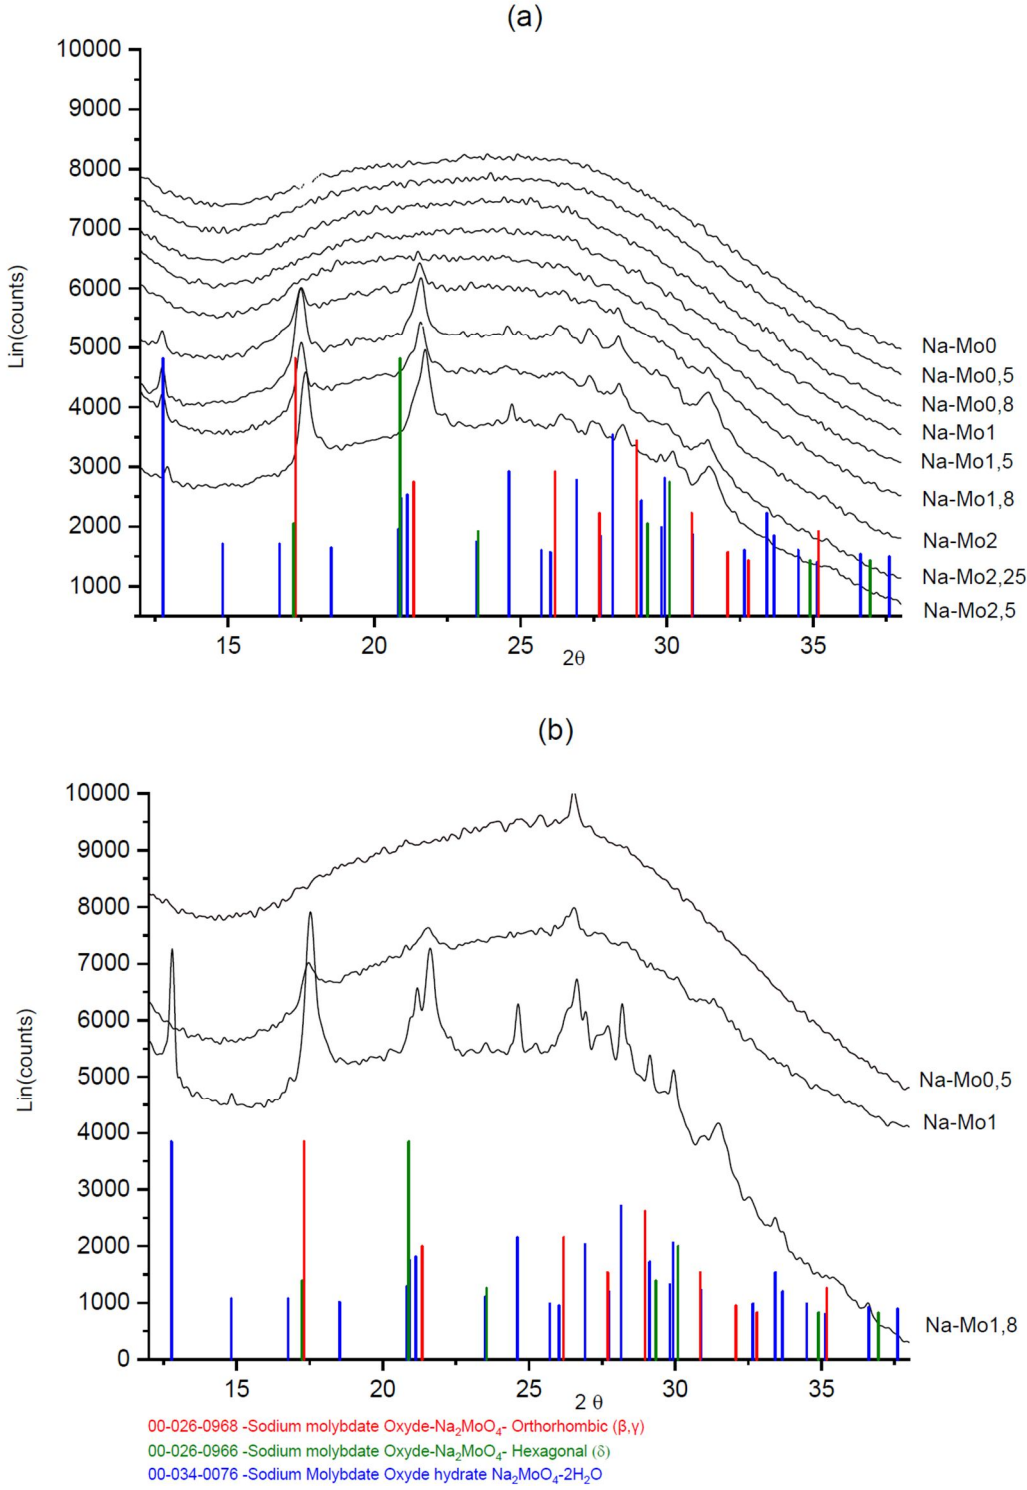 (a)
Lin(counts)
10000
9000
8000
7000
6000
5000
4000
3000
2000
1000
Na-Mo0
Na-Mo0,5
Na-Mo0,8
Na-Mo1
Na-Mo1,5
Na-Mo1,8
Na-Mo2
Na-Mo2,25
Na-Mo2,5
15 20 25 30 35
2θ
(b)
Lin(counts)
10000
9000
8000
7000
6000
5000
4000
3000
2000
1000
0
Na-Mo0,5
Na-Mo1
Na-Mo1,8
15 20 25 30 35
2 θ
00-026-0968 -Sodium molybdate Oxyde-Na₂MoO₄- Orthorhombic (β,γ)
00-026-0966 -Sodium molybdate Oxyde-Na₂MoO₄- Hexagonal (δ)
00-034-0076 -Sodium Molybdate Oxyde hydrate Na₂MoO₄-2H₂O